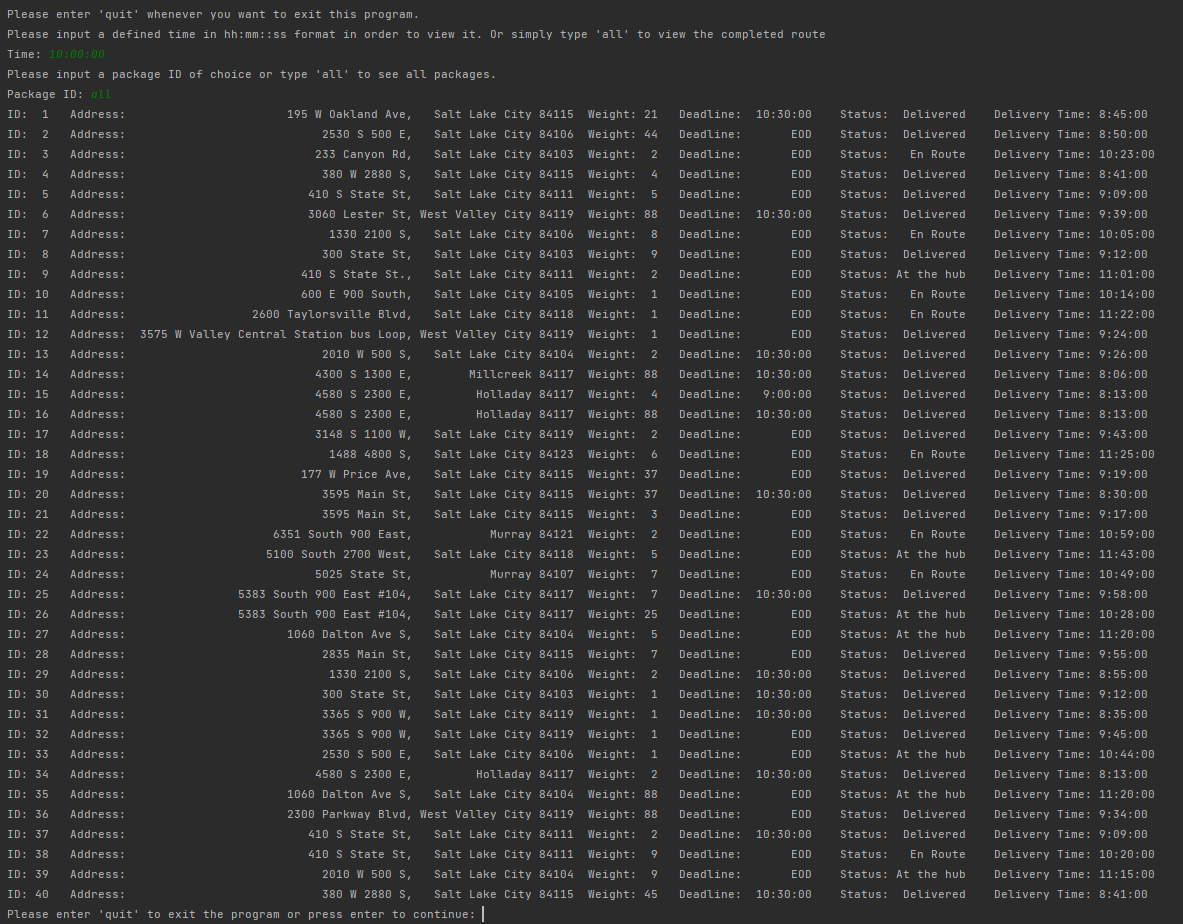 Please enter 'quit' whenever you want to exit this program.
Please input a defined time in hh:mm::ss format in order to view it. Or simply type 'all' to view the completed route
Time: 10:00:00
Please input a package ID of choice or type 'all' to see all packages.
Package ID: all
ID:  1   Address:                       195 W Oakland Ave,   Salt Lake City 84115  Weight: 21   Deadline:  10:30:00    Status:  Delivered    Delivery Time: 8:45:00
ID:  2   Address:                            2530 S 500 E,   Salt Lake City 84106  Weight: 44   Deadline:       EOD    Status:  Delivered    Delivery Time: 8:50:00
ID:  3   Address:                           233 Canyon Rd,   Salt Lake City 84103  Weight:  2   Deadline:       EOD    Status:   En Route    Delivery Time: 10:23:00
ID:  4   Address:                            380 W 2880 S,   Salt Lake City 84115  Weight:  4   Deadline:       EOD    Status:  Delivered    Delivery Time: 8:41:00
ID:  5   Address:                          410 S State St,   Salt Lake City 84111  Weight:  5   Deadline:       EOD    Status:  Delivered    Delivery Time: 9:09:00
ID:  6   Address:                          3060 Lester St, West Valley City 84119  Weight: 88   Deadline:  10:30:00    Status:  Delivered    Delivery Time: 9:39:00
ID:  7   Address:                             1330 2100 S,   Salt Lake City 84106  Weight:  8   Deadline:       EOD    Status:   En Route    Delivery Time: 10:05:00
ID:  8   Address:                            300 State St,   Salt Lake City 84103  Weight:  9   Deadline:       EOD    Status:  Delivered    Delivery Time: 9:12:00
ID:  9   Address:                         410 S State St.,   Salt Lake City 84111  Weight:  2   Deadline:       EOD    Status: At the hub    Delivery Time: 11:01:00
ID: 10   Address:                         600 E 900 South,   Salt Lake City 84105  Weight:  1   Deadline:       EOD    Status:   En Route    Delivery Time: 10:14:00
ID: 11   Address:                  2600 Taylorsville Blvd,   Salt Lake City 84118  Weight:  1   Deadline:       EOD    Status:   En Route    Delivery Time: 11:22:00
ID: 12   Address:  3575 W Valley Central Station bus Loop, West Valley City 84119  Weight:  1   Deadline:       EOD    Status:  Delivered    Delivery Time: 9:24:00
ID: 13   Address:                            2010 W 500 S,   Salt Lake City 84104  Weight:  2   Deadline:  10:30:00    Status:  Delivered    Delivery Time: 9:26:00
ID: 14   Address:                           4300 S 1300 E,        Millcreek 84117  Weight: 88   Deadline:  10:30:00    Status:  Delivered    Delivery Time: 8:06:00
ID: 15   Address:                           4580 S 2300 E,         Holladay 84117  Weight:  4   Deadline:   9:00:00    Status:  Delivered    Delivery Time: 8:13:00
ID: 16   Address:                           4580 S 2300 E,         Holladay 84117  Weight: 88   Deadline:  10:30:00    Status:  Delivered    Delivery Time: 8:13:00
ID: 17   Address:                           3148 S 1100 W,   Salt Lake City 84119  Weight:  2   Deadline:       EOD    Status:  Delivered    Delivery Time: 9:43:00
ID: 18   Address:                             1488 4800 S,   Salt Lake City 84123  Weight:  6   Deadline:       EOD    Status:   En Route    Delivery Time: 11:25:00
ID: 19   Address:                         177 W Price Ave,   Salt Lake City 84115  Weight: 37   Deadline:       EOD    Status:  Delivered    Delivery Time: 9:19:00
ID: 20   Address:                            3595 Main St,   Salt Lake City 84115  Weight: 37   Deadline:  10:30:00    Status:  Delivered    Delivery Time: 8:30:00
ID: 21   Address:                            3595 Main St,   Salt Lake City 84115  Weight:  3   Deadline:       EOD    Status:  Delivered    Delivery Time: 9:17:00
ID: 22   Address:                     6351 South 900 East,           Murray 84121  Weight:  2   Deadline:       EOD    Status:   En Route    Delivery Time: 10:59:00
ID: 23   Address:                    5100 South 2700 West,   Salt Lake City 84118  Weight:  5   Deadline:       EOD    Status: At the hub    Delivery Time: 11:43:00
ID: 24   Address:                           5025 State St,           Murray 84107  Weight:  7   Deadline:       EOD    Status:   En Route    Delivery Time: 10:49:00
ID: 25   Address:                5383 South 900 East #104,   Salt Lake City 84117  Weight:  7   Deadline:  10:30:00    Status:  Delivered    Delivery Time: 9:58:00
ID: 26   Address:                5383 South 900 East #104,   Salt Lake City 84117  Weight: 25   Deadline:       EOD    Status: At the hub    Delivery Time: 10:28:00
ID: 27   Address:                       1060 Dalton Ave S,   Salt Lake City 84104  Weight:  5   Deadline:       EOD    Status: At the hub    Delivery Time: 11:20:00
ID: 28   Address:                            2835 Main St,   Salt Lake City 84115  Weight:  7   Deadline:       EOD    Status:  Delivered    Delivery Time: 9:55:00
ID: 29   Address:                             1330 2100 S,   Salt Lake City 84106  Weight:  2   Deadline:  10:30:00    Status:  Delivered    Delivery Time: 8:55:00
ID: 30   Address:                            300 State St,   Salt Lake City 84103  Weight:  1   Deadline:  10:30:00    Status:  Delivered    Delivery Time: 9:12:00
ID: 31   Address:                            3365 S 900 W,   Salt Lake City 84119  Weight:  1   Deadline:  10:30:00    Status:  Delivered    Delivery Time: 8:35:00
ID: 32   Address:                            3365 S 900 W,   Salt Lake City 84119  Weight:  1   Deadline:       EOD    Status:  Delivered    Delivery Time: 9:45:00
ID: 33   Address:                            2530 S 500 E,   Salt Lake City 84106  Weight:  1   Deadline:       EOD    Status: At the hub    Delivery Time: 10:44:00
ID: 34   Address:                           4580 S 2300 E,         Holladay 84117  Weight:  2   Deadline:  10:30:00    Status:  Delivered    Delivery Time: 8:13:00
ID: 35   Address:                       1060 Dalton Ave S,   Salt Lake City 84104  Weight: 88   Deadline:       EOD    Status: At the hub    Delivery Time: 11:20:00
ID: 36   Address:                       2300 Parkway Blvd, West Valley City 84119  Weight: 88   Deadline:       EOD    Status:  Delivered    Delivery Time: 9:34:00
ID: 37   Address:                          410 S State St,   Salt Lake City 84111  Weight:  2   Deadline:  10:30:00    Status:  Delivered    Delivery Time: 9:09:00
ID: 38   Address:                          410 S State St,   Salt Lake City 84111  Weight:  9   Deadline:       EOD    Status:   En Route    Delivery Time: 10:20:00
ID: 39   Address:                            2010 W 500 S,   Salt Lake City 84104  Weight:  9   Deadline:       EOD    Status: At the hub    Delivery Time: 11:15:00
ID: 40   Address:                            380 W 2880 S,   Salt Lake City 84115  Weight: 45   Deadline:  10:30:00    Status:  Delivered    Delivery Time: 8:41:00
Please enter 'quit' to exit the program or press enter to continue: